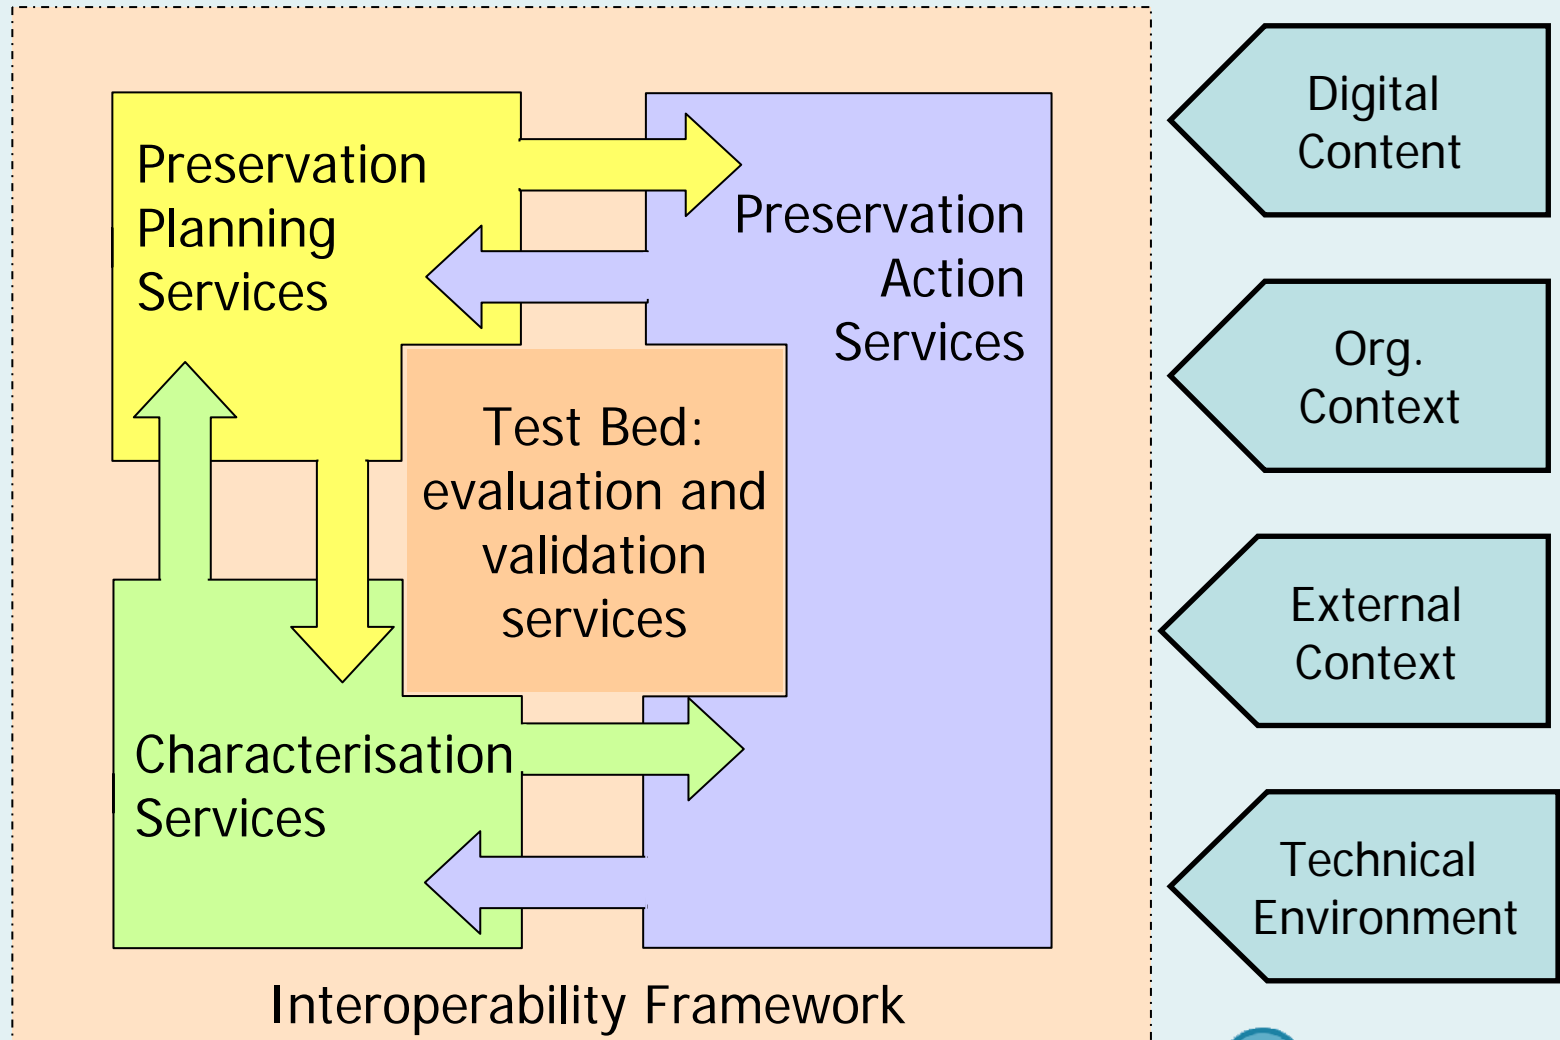 Preservation
Planning
Services
Preservation
Action
Services
Test Bed:
evaluation and
validation
services
Characterisation
Services
Interoperability Framework
Digital
Content
Org.
Context
External
Context
Technical
Environment